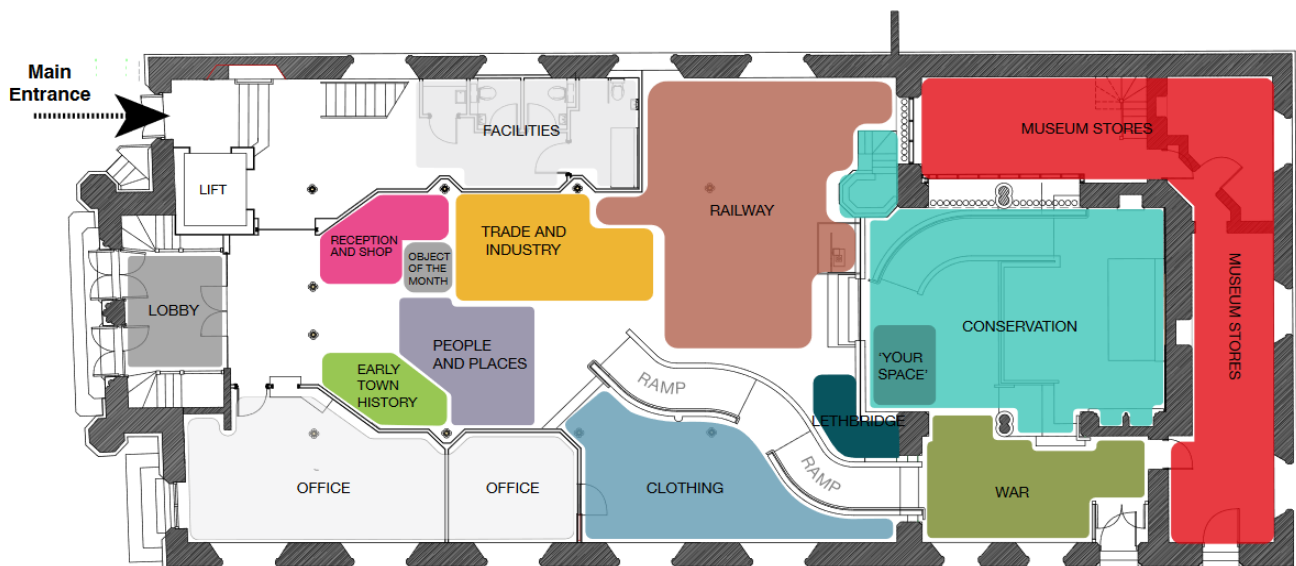 Main
Entrance
FACILITIES
MUSEUM STORES
LIFT
RAILWAY
RECEPTION
AND SHOP
OBJECT
OF THE
MONTH
TRADE AND
INDUSTRY
LOBBY
PEOPLE
AND PLACES
CONSERVATION
MUSEUM STORES
'YOUR
SPACE'
EARLY
TOWN
HISTORY
RAMP
LETHBRIDGE
RAMP
OFFICE
OFFICE
CLOTHING
WAR